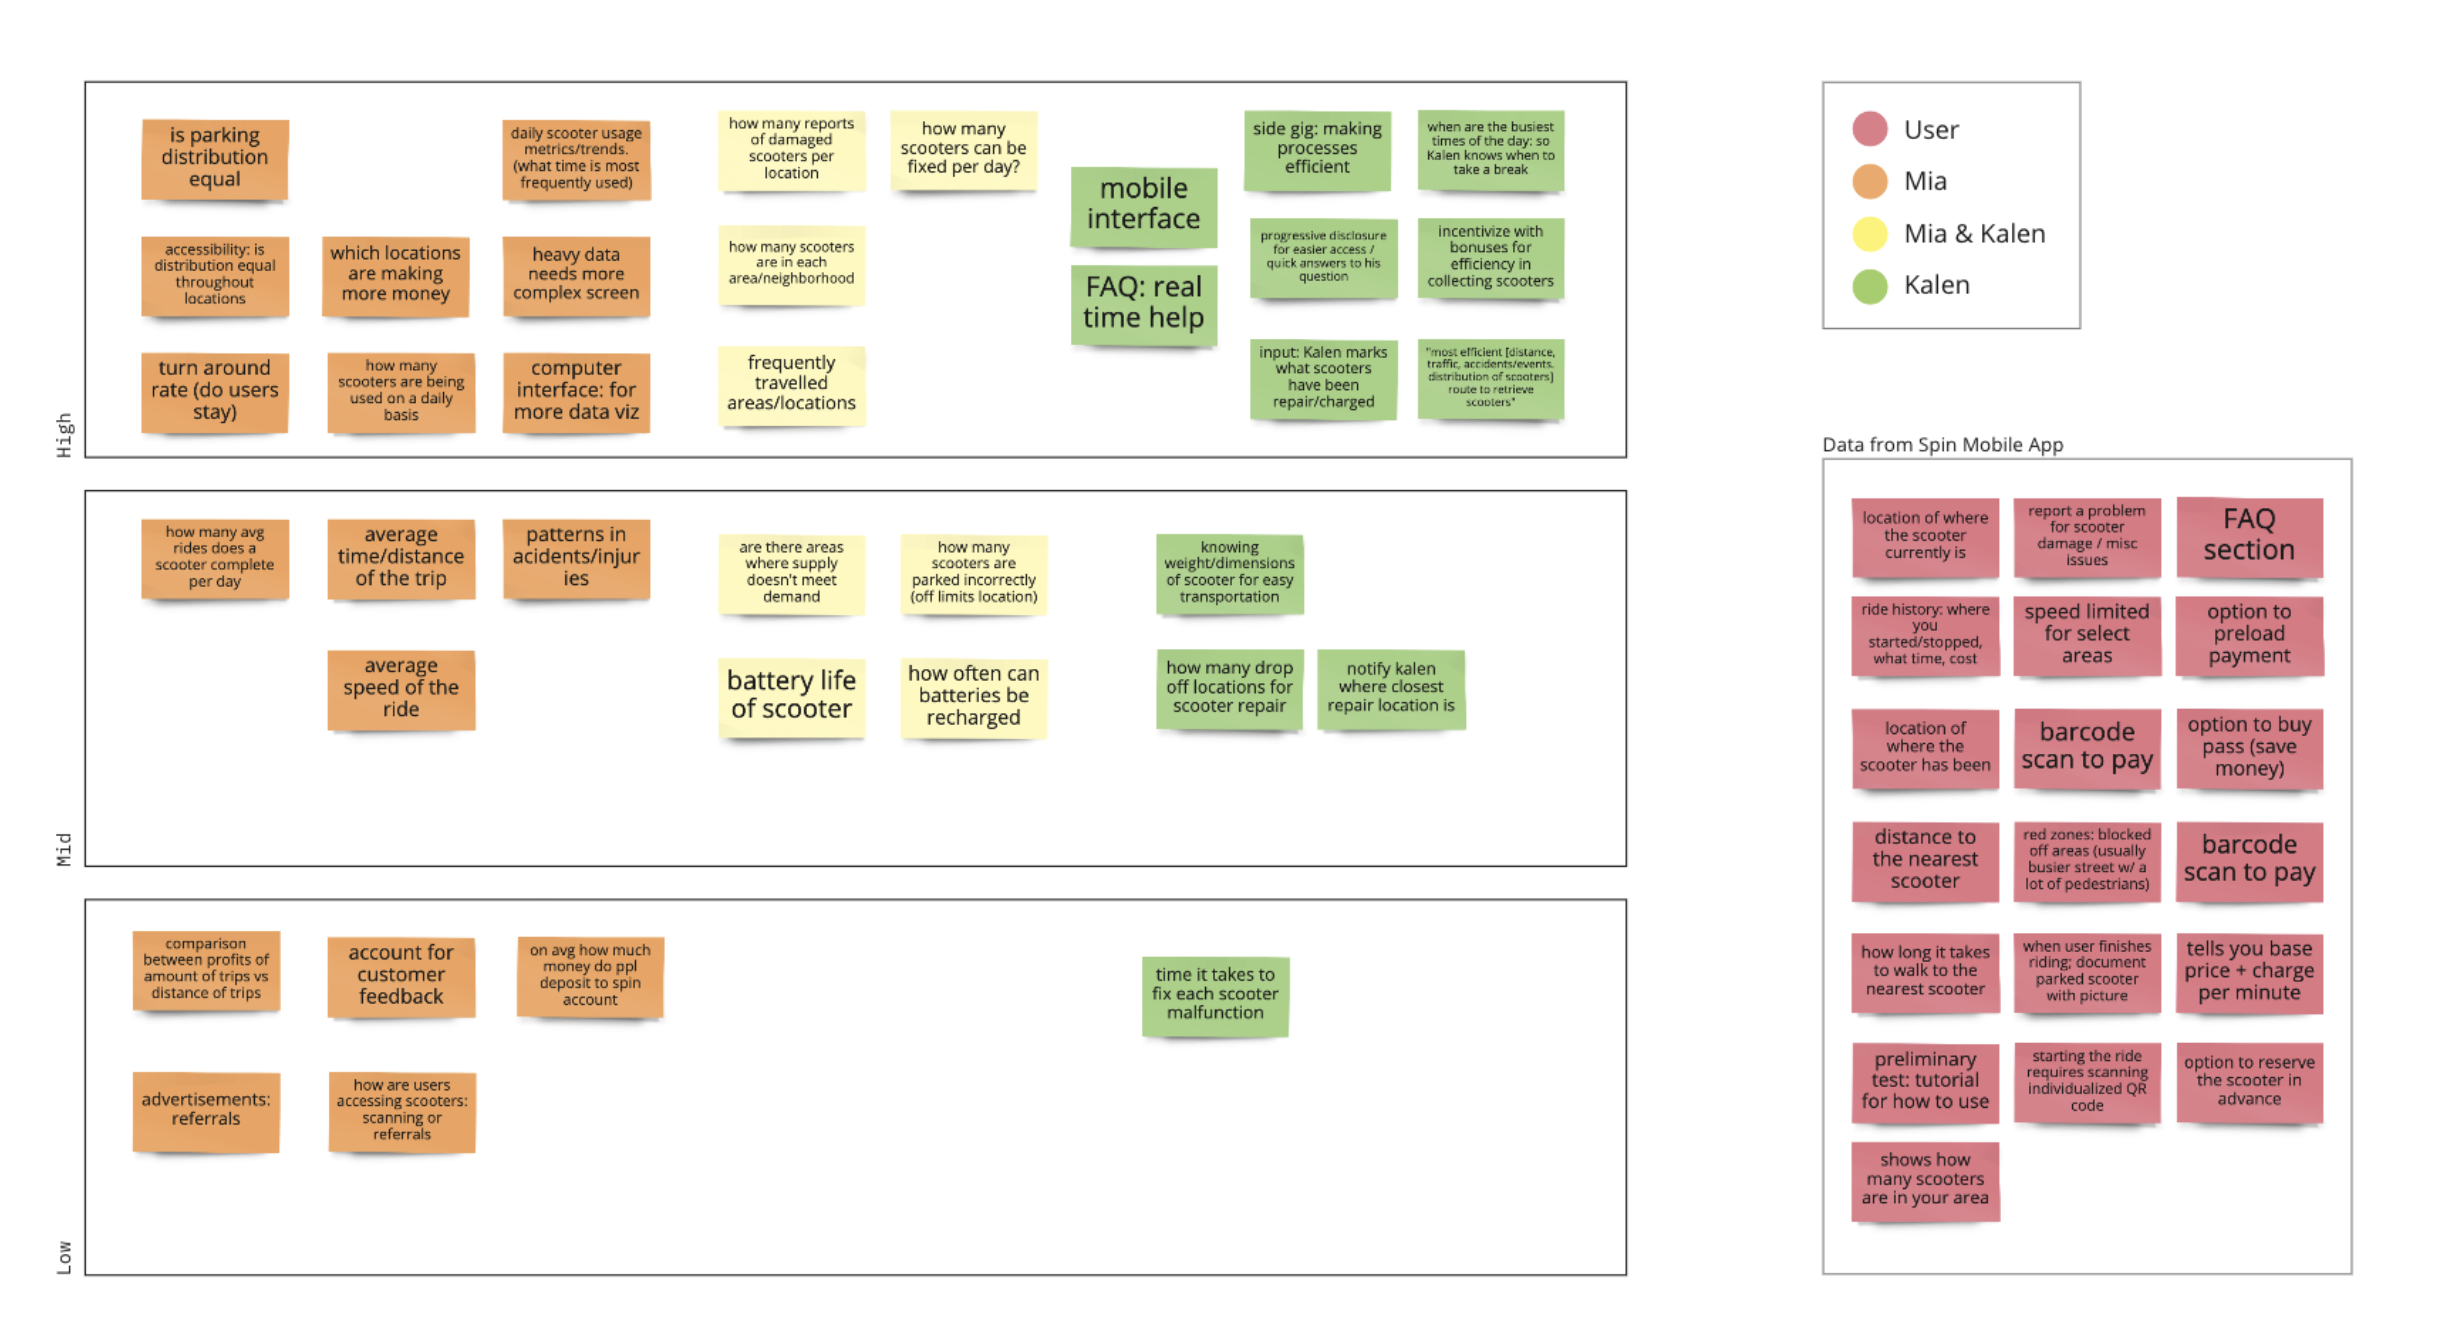 is parking
distribution
equal
daily scooter usage
metrics/trends.
(what time is most
frequently used)
how many reports
of damaged
scooters per
location
how many
scooters can be
fixed per day?
mobile
interface
side gig: making
processes
efficient
when are the busiest
times of the day: so
Kalen knows when to
take a break
accessibility: is
distribution equal
throughout
locations
which locations
are making
more money
heavy data
needs more
complex screen
how many scooters
are in each
area/neighborhood
FAQ: real
time help
progressive disclosure
for easier access /
quick answers to his
question
incentivize with
bonuses for
efficiency in
collecting scooters
turn around
rate (do users
stay)
how many
scooters are being
used on a daily
basis
computer
interface: for
more data viz
frequently
travelled
areas/locations
input: Kalen marks
what scooters
have been
repair/charged
"most efficient [distance,
traffic, accidents/events,
distribution of scooters]
route to retrieve
scooters"
High
how many avg
rides does a
scooter complete
per day
average
time/distance
of the trip
patterns in
acidents/injur
ies
are there areas
where supply
doesn't meet
demand
how many
scooters are
parked incorrectly
(off limits location)
knowing
weight/dimensions
of scooter for easy
transportation
average
speed of the
ride
battery life
of scooter
how often can
batteries be
recharged
how many drop
off locations for
scooter repair
notify kalen
where closest
repair location is
Mid
comparison
between profits of
amount of trips vs
distance of trips
account for
customer
feedback
on avg how much
money do ppl
deposit to spin
account
time it takes to
fix each scooter
malfunction
advertisements:
referrals
how are users
accessing scooters:
scanning or
referrals
Low
User
Mia
Mia & Kalen
Kalen
Data from Spin Mobile App
location of where
the scooter
currently is
report a problem
for scooter
damage / misc
issues
FAQ
section
ride history: where
you
started/stopped,
what time, cost
speed limited
for select
areas
option to
preload
payment
location of
where the
scooter has been
barcode
scan to pay
option to buy
pass (save
money)
distance to
the nearest
scooter
red zones: blocked
off areas (usually
busier street w/ a
lot of pedestrians)
barcode
scan to pay
how long it takes
to walk to the
nearest scooter
when user finishes
riding; document
parked scooter
with picture
tells you base
price + charge
per minute
preliminary
test: tutorial
for how to use
starting the ride
requires scanning
individualized QR
code
option to reserve
the scooter in
advance
shows how
many scooters
are in your area